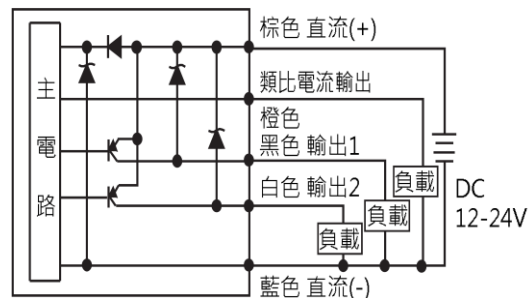 棕色 直流(+)
類比電流輸出
橙色
黑色 輸出1
白色 輸出2
藍色 直流(-)
主電路
負載
負載
負載
DC
12-24V